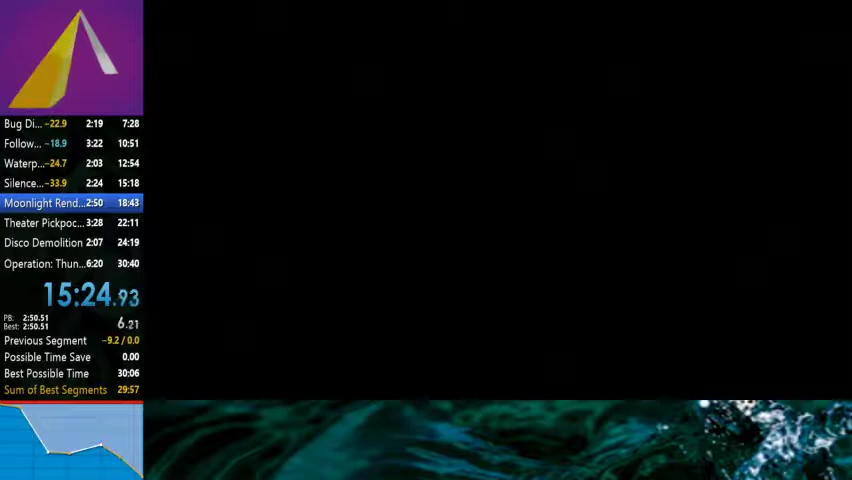 Bug Di... -22.9 2:19 7:28
Follow... -18.9 3:22 10:51
Waterp... -24.7 2:03 12:54
Silence... -33.9 2:24 15:18
Moonlight Rend... 2:50 18:43
Theater Pickpoc... 3:28 22:11
Disco Demolition 2:07 24:19
Operation: Thun... 6:20 30:40
15:24.93
PB: 2:50.51
Best: 2:50.51
6.21
Previous Segment -9.2 / 0.0
Possible Time Save 0.00
Best Possible Time 30:06
Sum of Best Segments 29:57